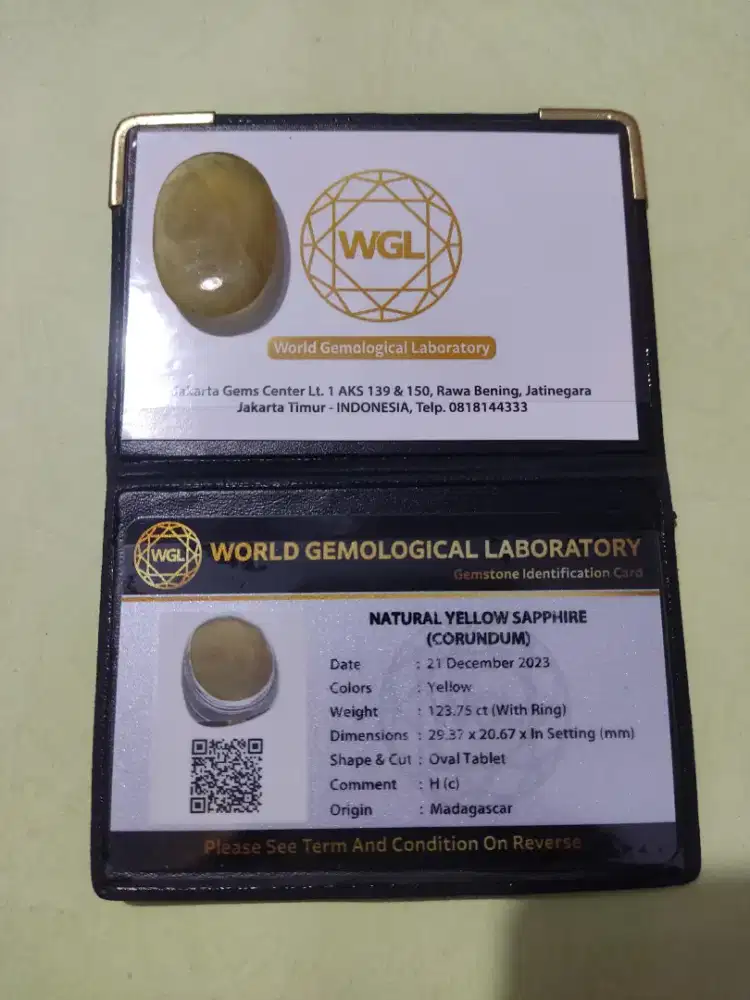 WGL
World Gemological Laboratory
Jakarta Gems Center Lt. 1 AKS 139 & 150, Rawa Bening, Jatinegara
Jakarta Timur - INDONESIA, Telp. 0818144333
WGL
WORLD GEMOLOGICAL LABORATORY
Gemstone Identification Card
NATURAL YELLOW SAPPHIRE
(CORUNDUM)
Date : 21 December 2023
Colors : Yellow
Weight : 123.75 ct (With Ring)
Dimensions : 29.37 x 20.67 x In Setting (mm)
Shape & Cut : Oval Tablet
Comment : H (c)
Origin : Madagascar
Please See Term And Condition On Reverse